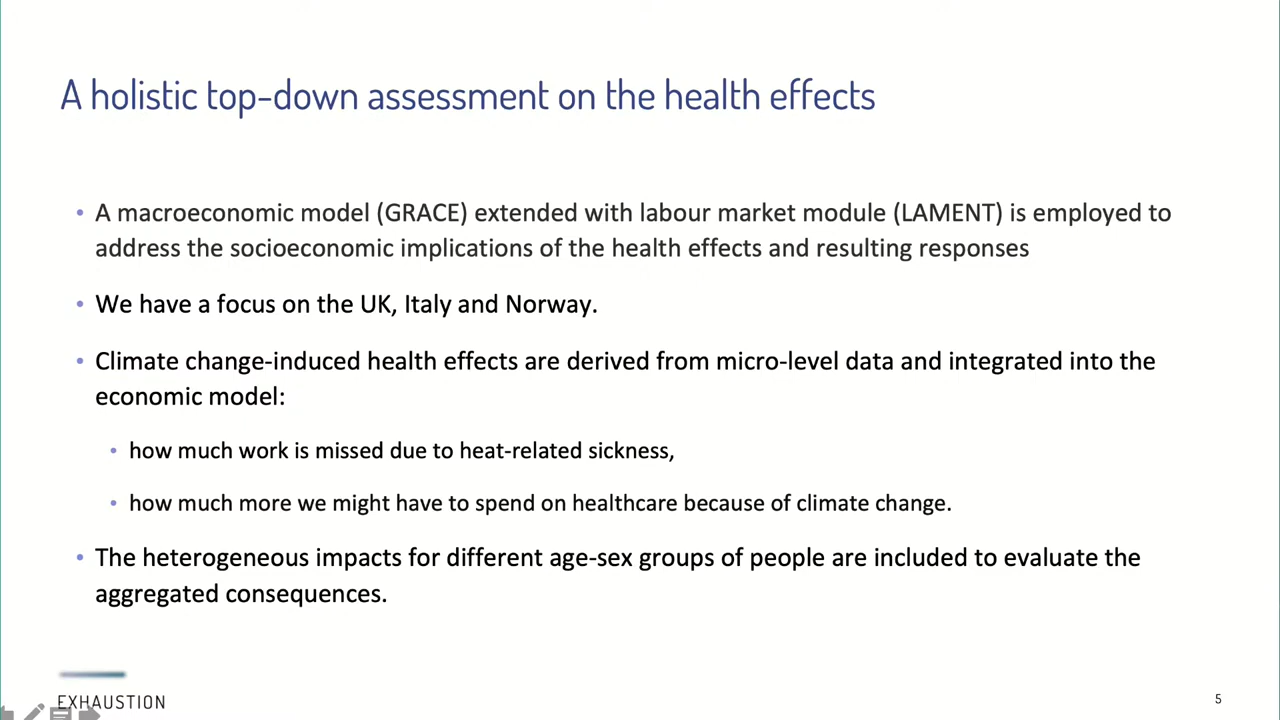 A holistic top-down assessment on the health effects
• A macroeconomic model (GRACE) extended with labour market module (LAMENT) is employed to
address the socioeconomic implications of the health effects and resulting responses
• We have a focus on the UK, Italy and Norway.
• Climate change-induced health effects are derived from micro-level data and integrated into the
economic model:
• how much work is missed due to heat-related sickness,
• how much more we might have to spend on healthcare because of climate change.
• The heterogeneous impacts for different age-sex groups of people are included to evaluate the
aggregated consequences.
EXHAUSTION
5